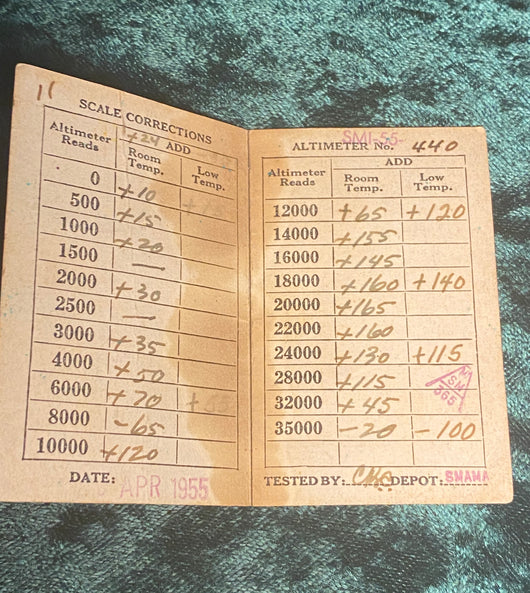 11
SCALE CORRECTIONS
+24 ADD
Altimeter Reads Room Temp. Low Temp.
0 +10
500 +15
1000 +20
1500 —
2000 +30
2500 —
3000 +35
4000 +50
6000 +70 +55
8000 -65
10000 +120
DATE: APR 1955
SMI-55-
ALTIMETER No. 440
ADD
Altimeter Reads Room Temp. Low Temp.
12000 +65 +120
14000 +155
16000 +145
18000 +160 +140
20000 +165
22000 +160
24000 +130 +115
28000 +115
32000 +45
35000 -20 -100
TESTED BY: DEPOT: SMAMA